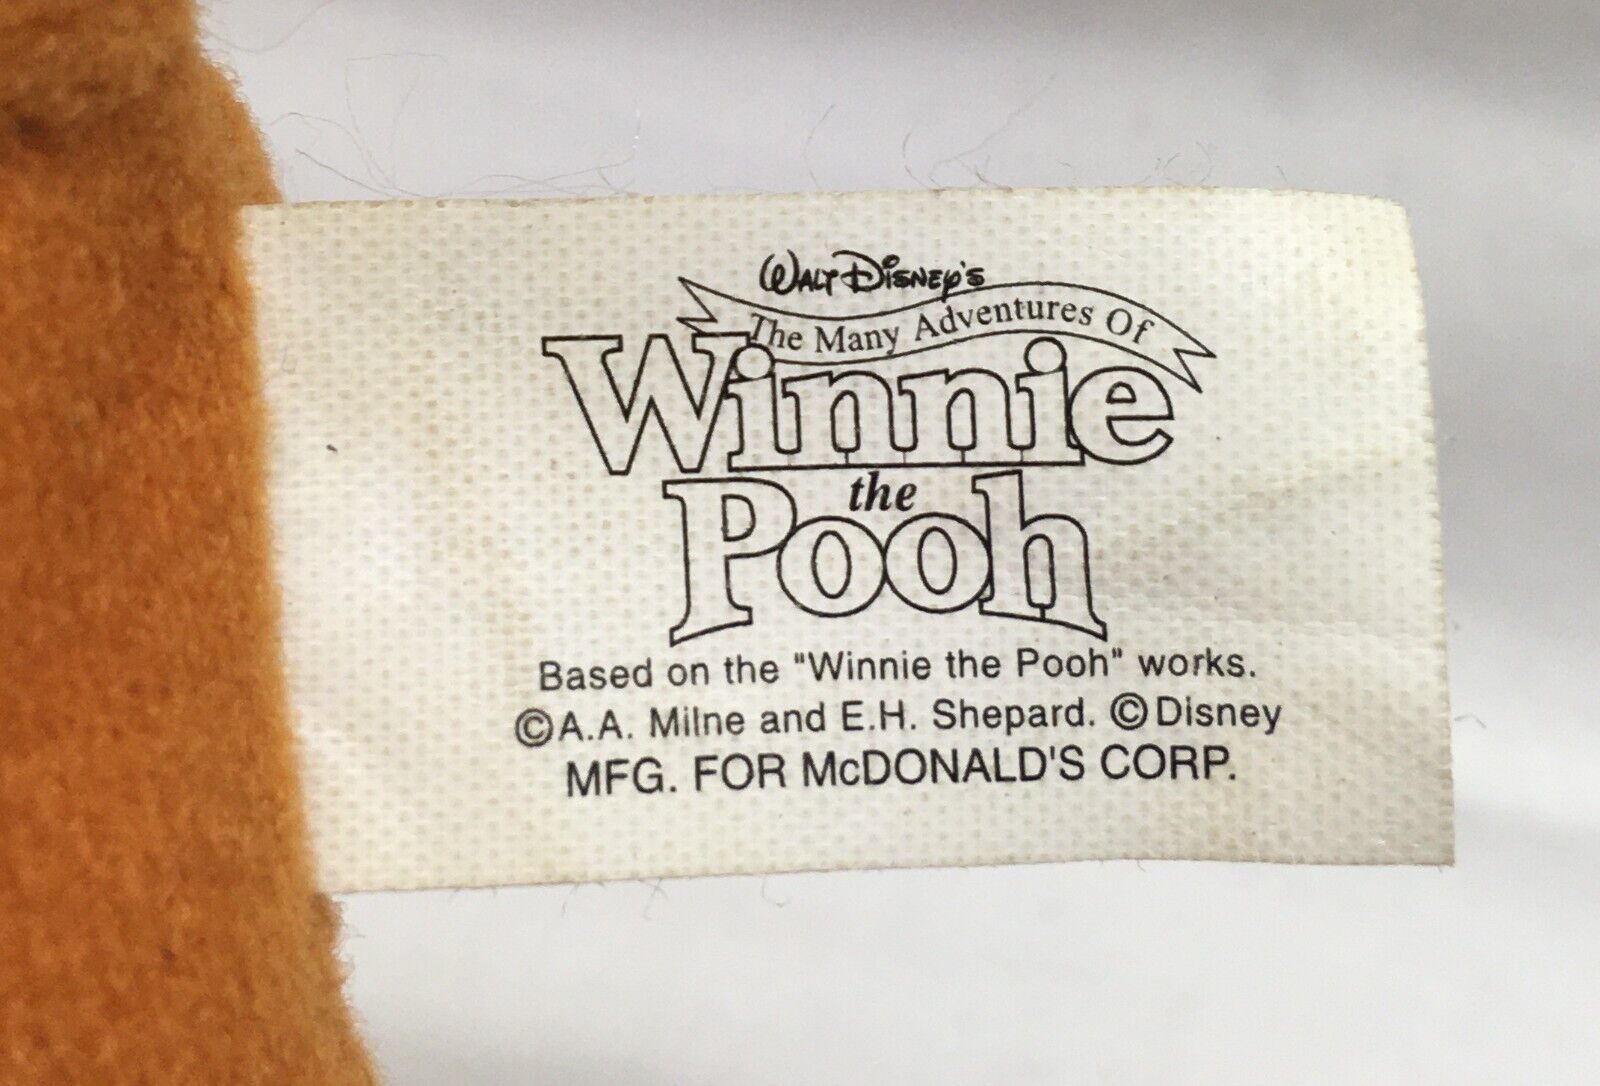 WALT DISNEY'S
The Many Adventures Of
Winnie
the
Pooh
Based on the "Winnie the Pooh" works.
©A.A. Milne and E.H. Shepard. ©Disney
MFG. FOR McDONALD'S CORP.